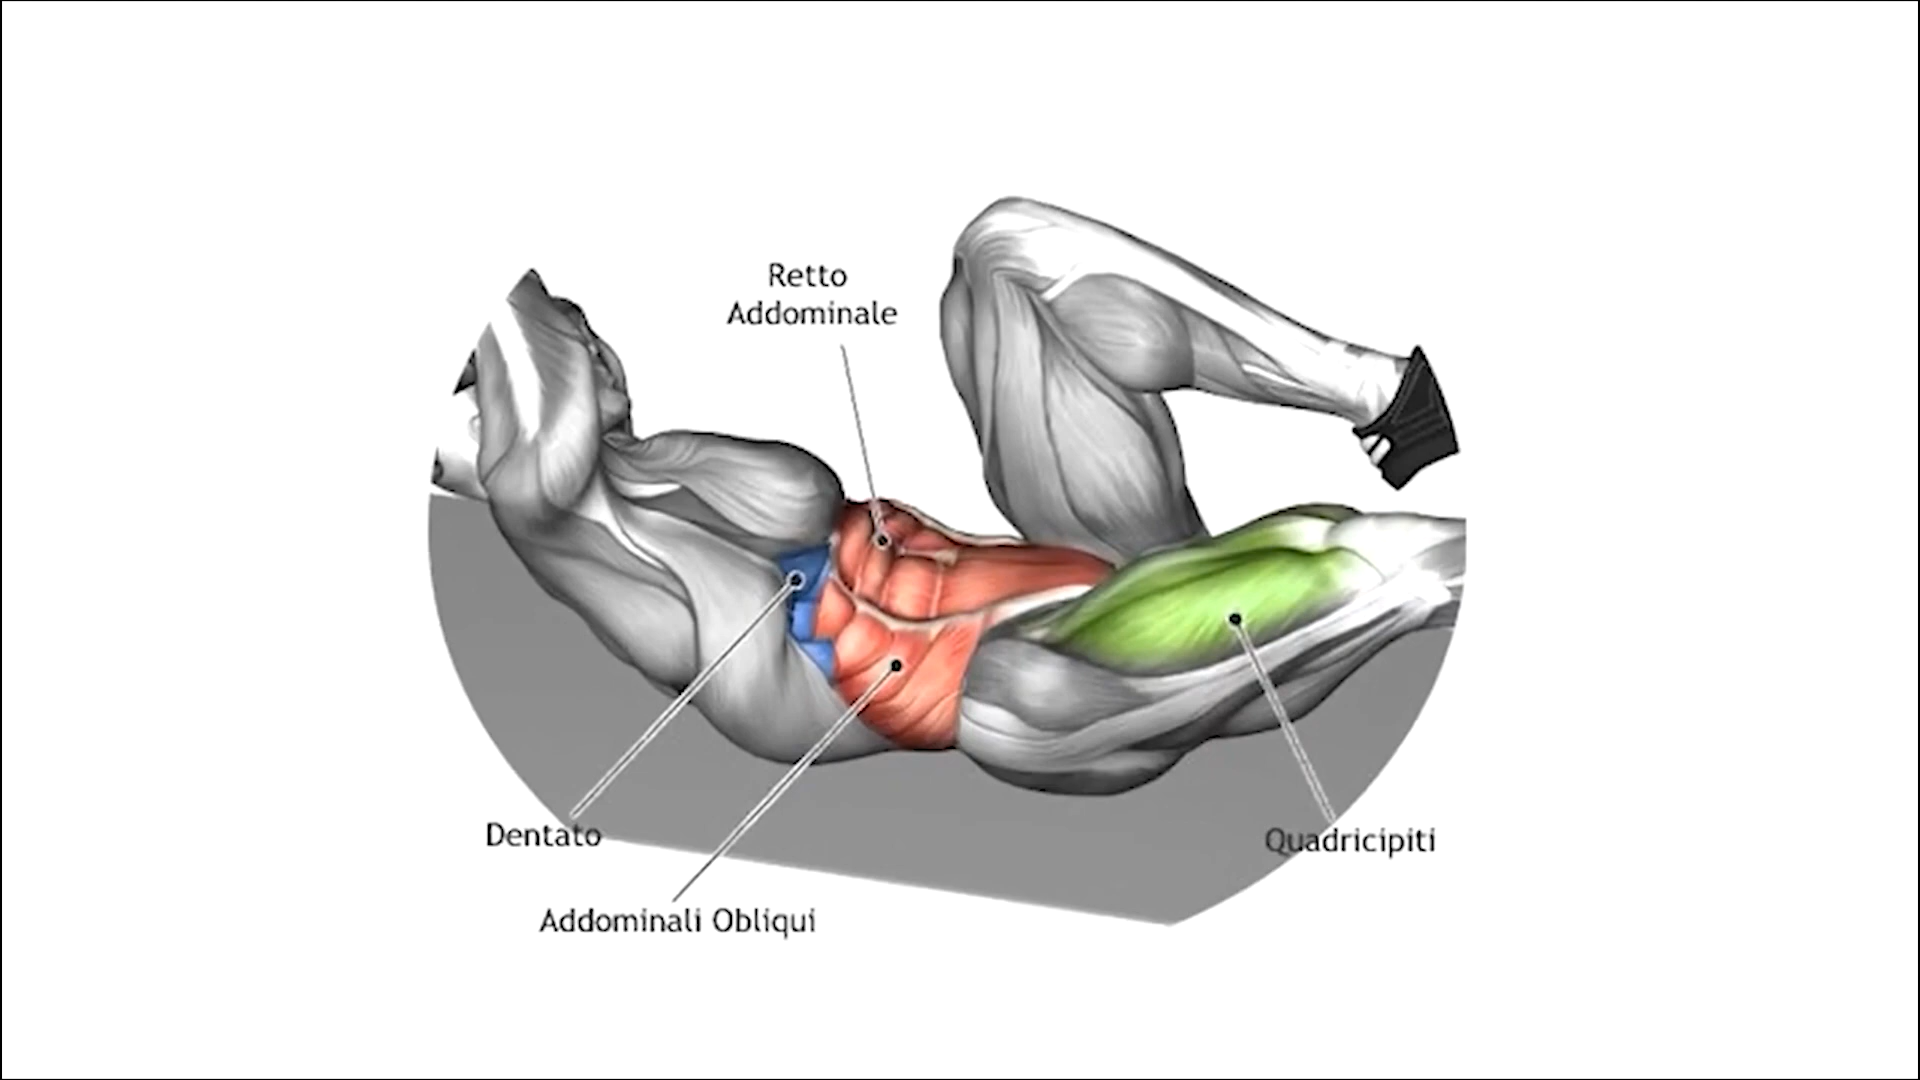 Retto
Addominale
Dentato
Quadricipiti
Addominali Obliqui